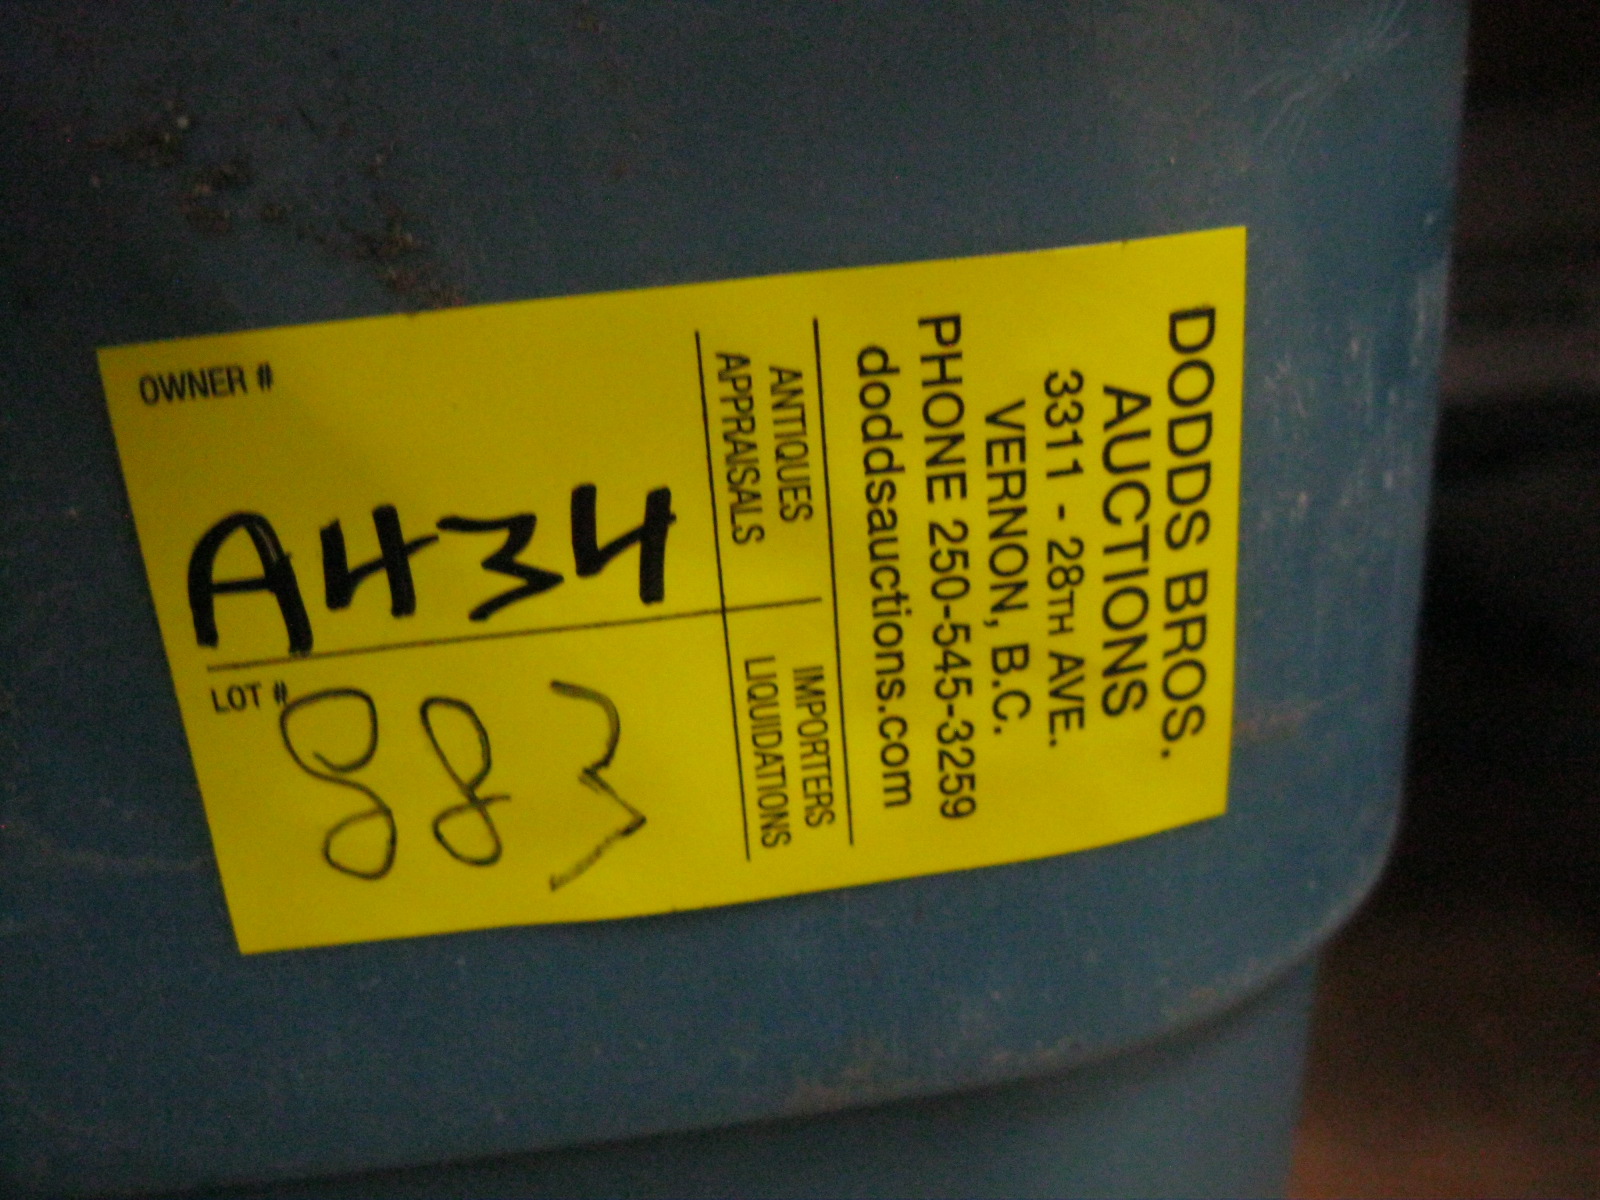 DODDS BROS.
AUCTIONS
3311 - 28TH AVE.
VERNON, B.C.
PHONE 250-545-3259
doddsauctions.com
ANTIQUES IMPORTERS
APPRAISALS LIQUIDATIONS
OWNER # LOT #
A434 883